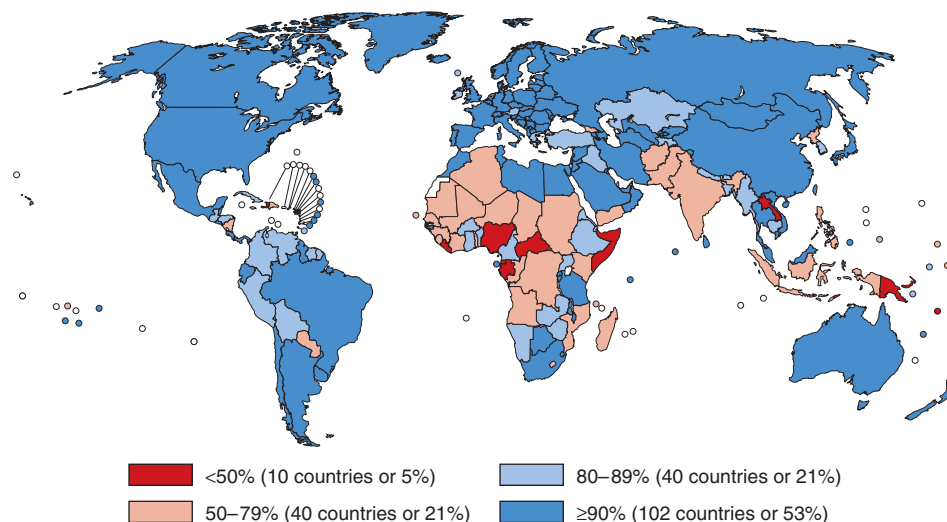 <50% (10 countries or 5%)
80–89% (40 countries or 21%)
50–79% (40 countries or 21%)
≥90% (102 countries or 53%)